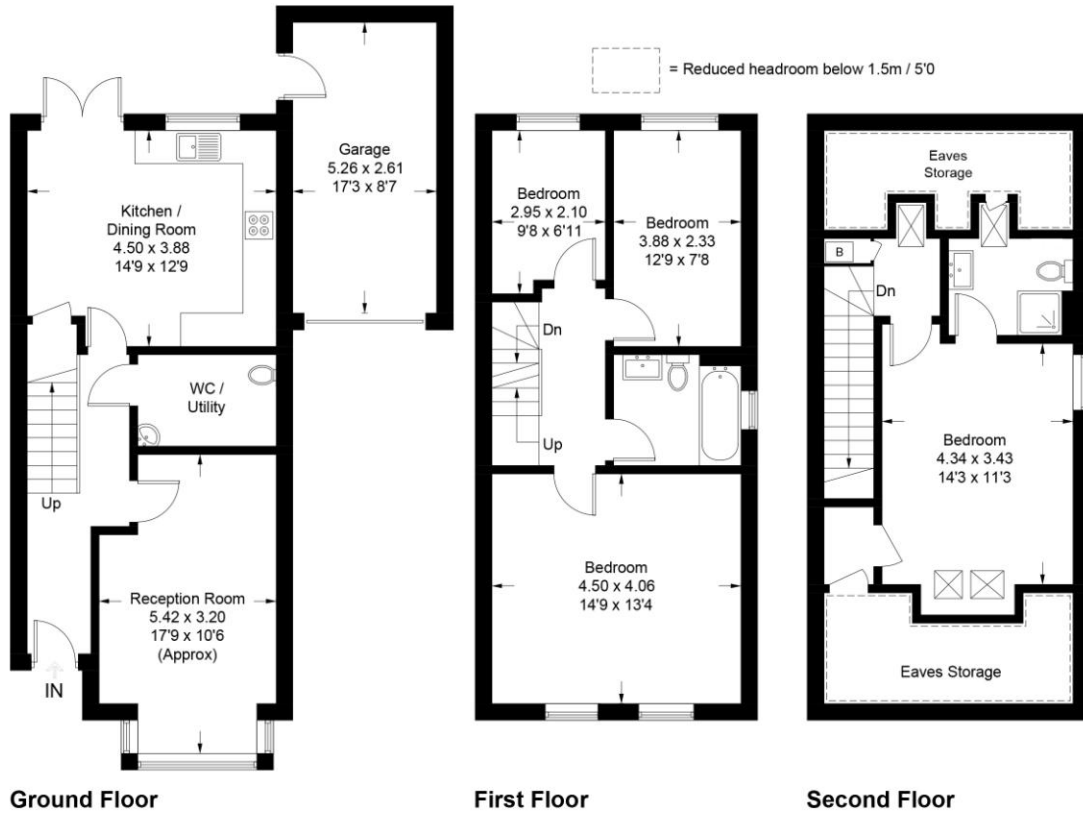 = Reduced headroom below 1.5m / 5'0
Garage
5.26 x 2.61
17'3 x 8'7
Kitchen /
Dining Room
4.50 x 3.88
14'9 x 12'9
WC /
Utility
Up
Reception Room
5.42 x 3.20
17'9 x 10'6
(Approx)
IN
Ground Floor
Bedroom
2.95 x 2.10
9'8 x 6'11
Bedroom
3.88 x 2.33
12'9 x 7'8
Dn
Up
Bedroom
4.50 x 4.06
14'9 x 13'4
First Floor
Eaves
Storage
B
Dn
Bedroom
4.34 x 3.43
14'3 x 11'3
Eaves Storage
Second Floor